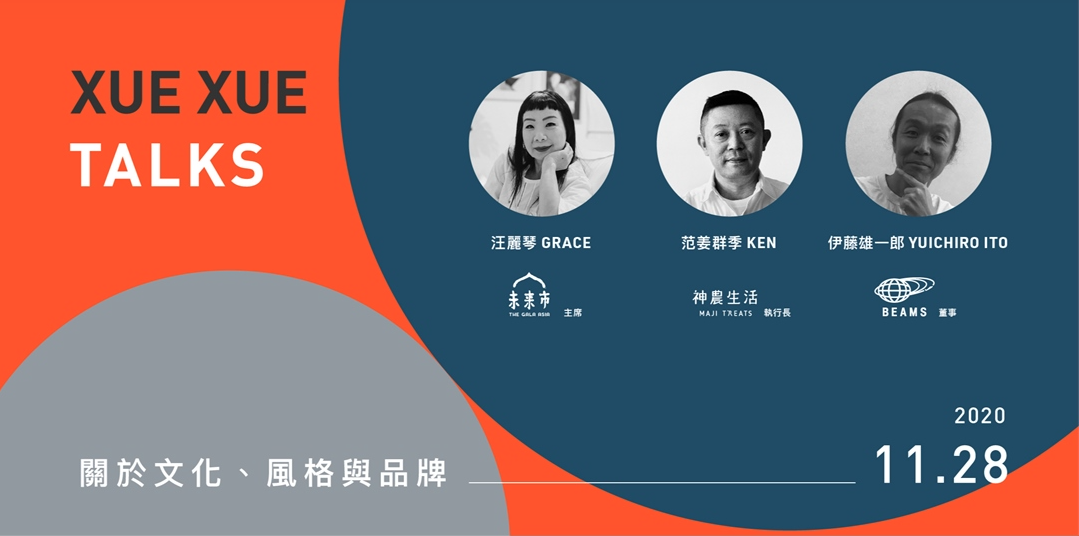 XUE XUE
TALKS
汪麗琴 GRACE
未來市
THE GALA ASIA
主席
范姜群季 KEN
神農生活
MAJI TREATS
執行長
伊藤雄一郎 YUICHIRO ITO
BEAMS
董事
2020
11.28
關於文化、風格與品牌